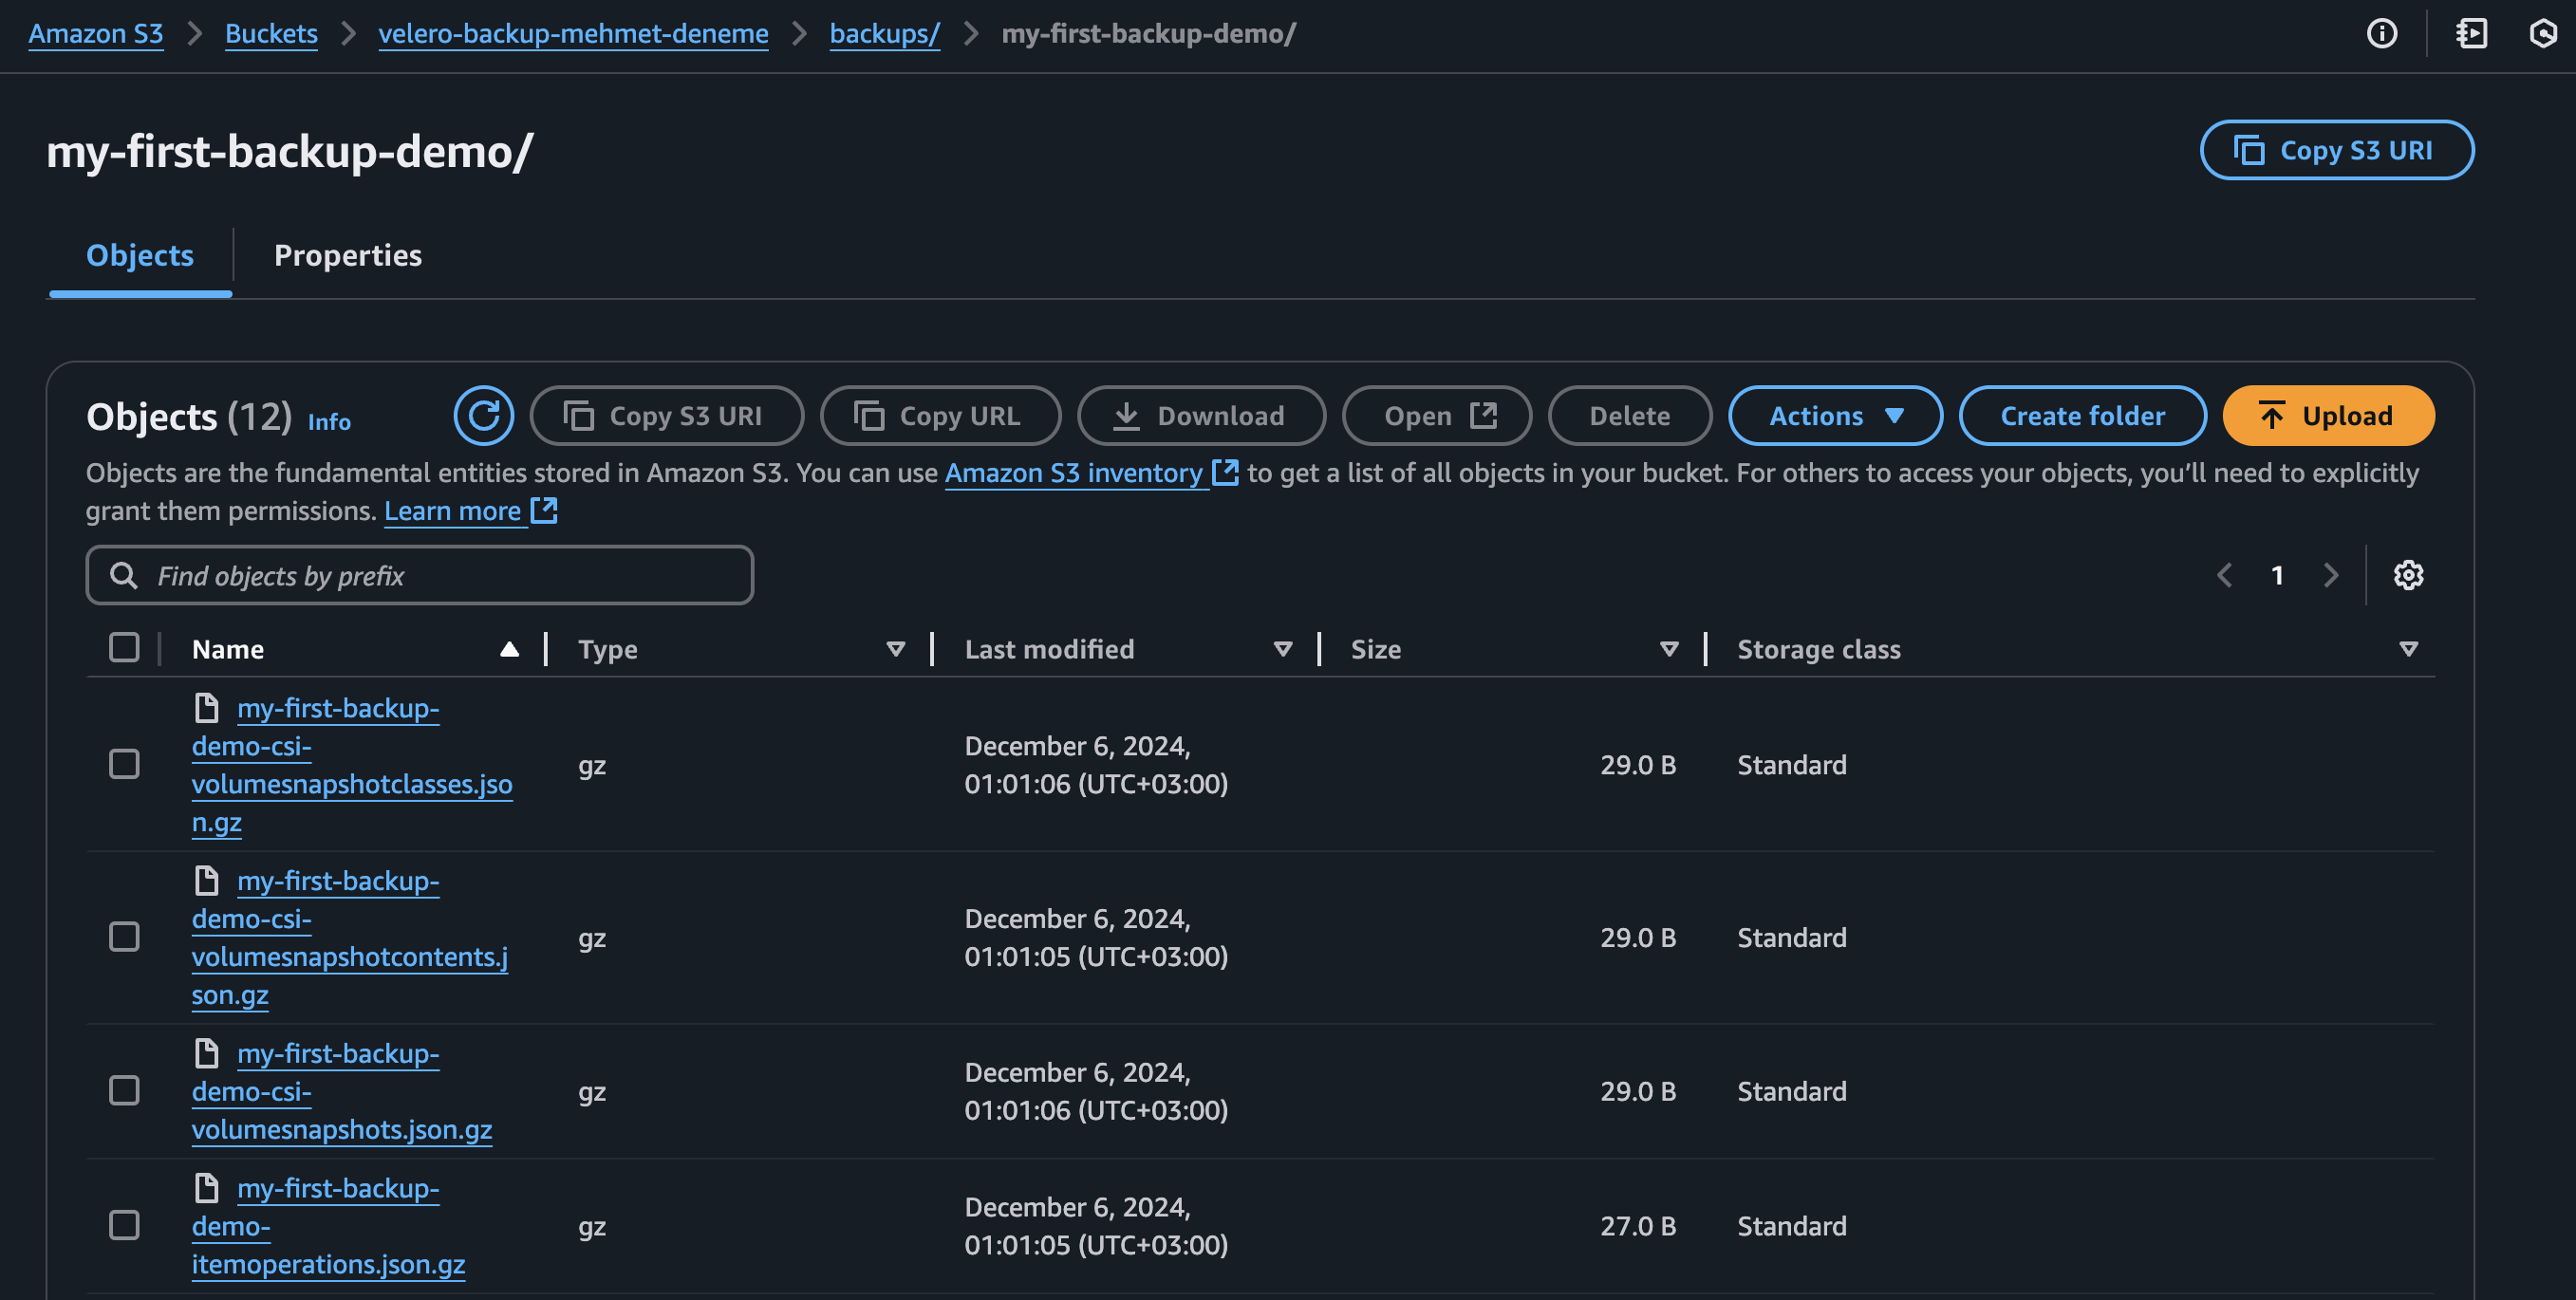 Amazon S3 > Buckets > velero-backup-mehmet-deneme > backups/ > my-first-backup-demo/
my-first-backup-demo/
Copy S3 URI
Objects
Properties
Objects (12) Info
Copy S3 URI
Copy URL
Download
Open
Delete
Actions
Create folder
Upload
Objects are the fundamental entities stored in Amazon S3. You can use Amazon S3 inventory to get a list of all objects in your bucket. For others to access your objects, you’ll need to explicitly
grant them permissions. Learn more
Find objects by prefix
1
Name Type Last modified Size Storage class
my-first-backup-
demo-csi-
volumesnapshotclasses.jso
n.gz
gz
December 6, 2024,
01:01:06 (UTC+03:00)
29.0 B
Standard
my-first-backup-
demo-csi-
volumesnapshotcontents.j
son.gz
gz
December 6, 2024,
01:01:05 (UTC+03:00)
29.0 B
Standard
my-first-backup-
demo-csi-
volumesnapshots.json.gz
gz
December 6, 2024,
01:01:06 (UTC+03:00)
29.0 B
Standard
my-first-backup-
demo-
itemoperations.json.gz
gz
December 6, 2024,
01:01:05 (UTC+03:00)
27.0 B
Standard